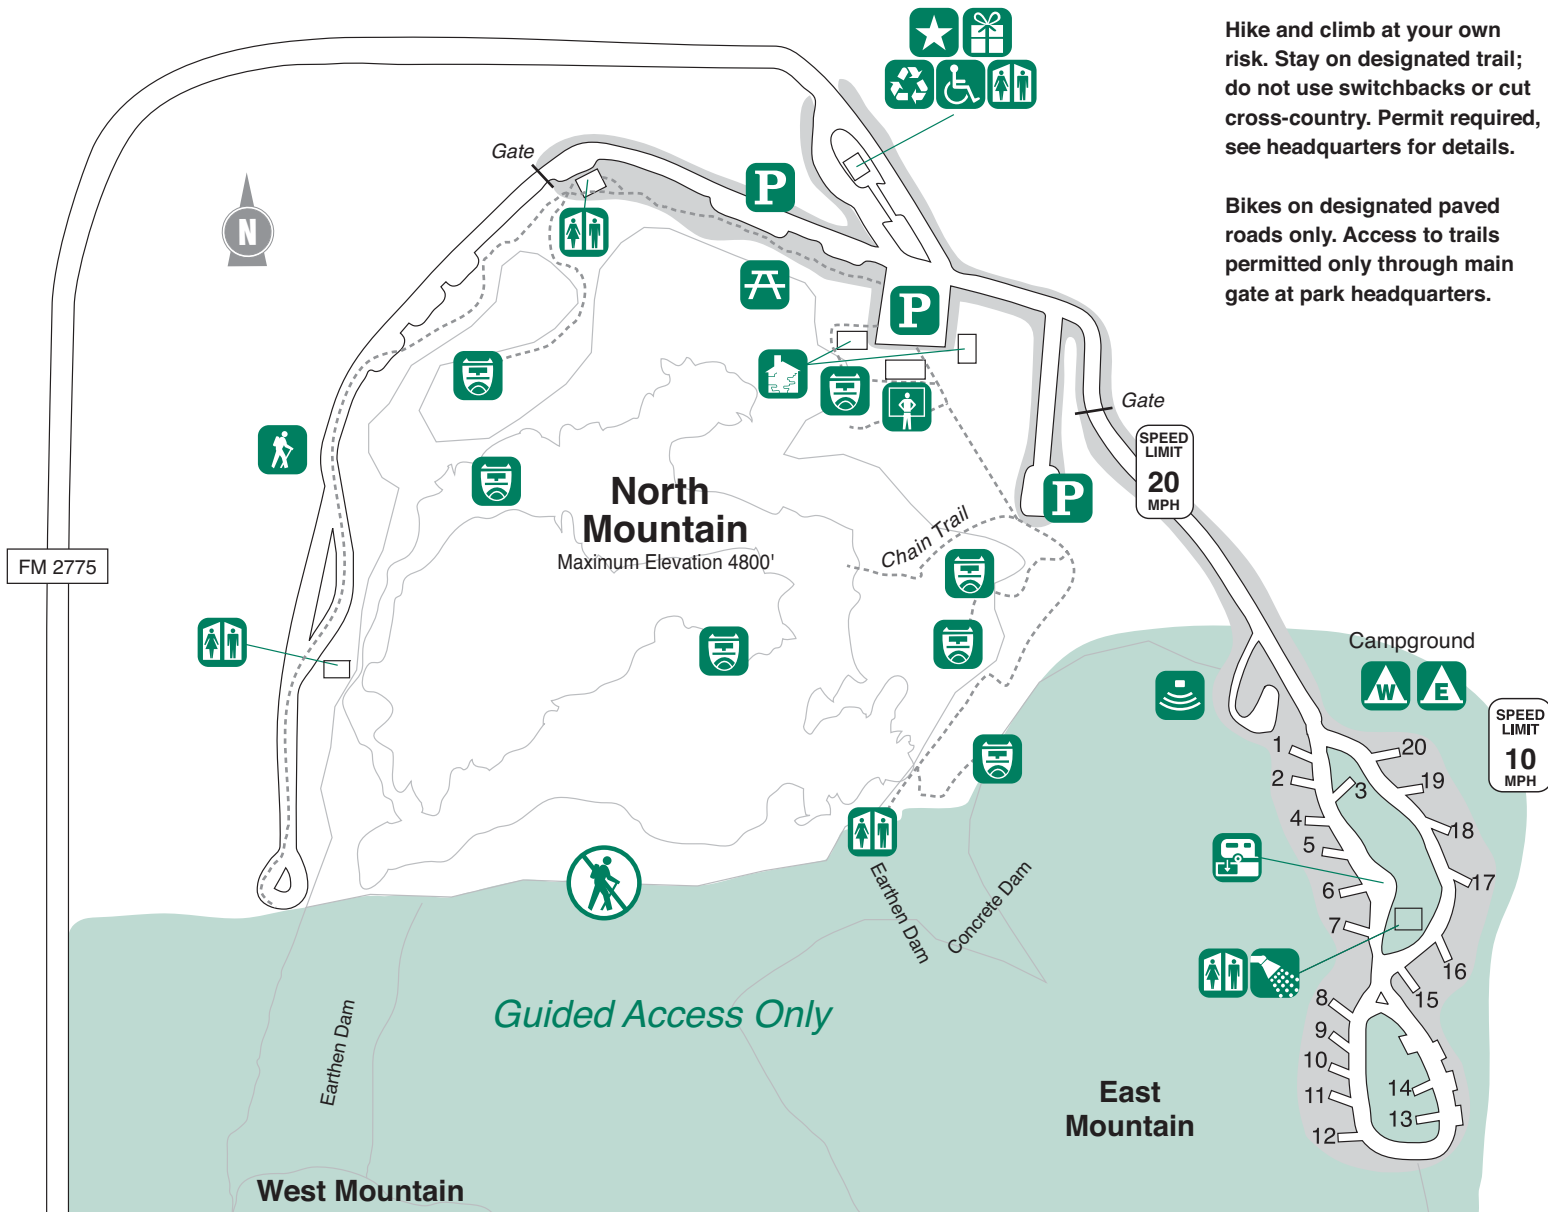 Hike and climb at your own
risk. Stay on designated trail;
do not use switchbacks or cut
cross-country. Permit required,
see headquarters for details.
Bikes on designated paved
roads only. Access to trails
permitted only through main
gate at park headquarters.
Gate
P
N
P
Gate
SPEED
LIMIT
20
MPH
North
Mountain
Maximum Elevation 4800'
P
Chain Trail
FM 2775
Campground
W
E
SPEED
LIMIT
10
MPH
1
20
2
3
19
4
18
5
6
17
7
16
15
8
9
10
11
14
13
12
Earthen Dam
Concrete Dam
Guided Access Only
Earthen Dam
East
Mountain
West Mountain